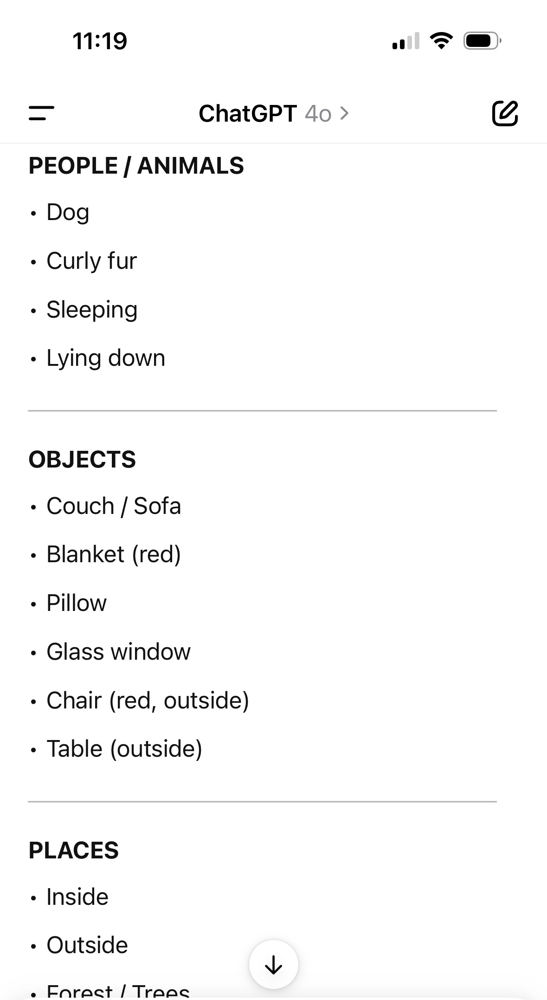 11:19
ChatGPT 4o
PEOPLE / ANIMALS
• Dog
• Curly fur
• Sleeping
• Lying down
OBJECTS
• Couch / Sofa
• Blanket (red)
• Pillow
• Glass window
• Chair (red, outside)
• Table (outside)
PLACES
• Inside
• Outside
• Forest / Trees